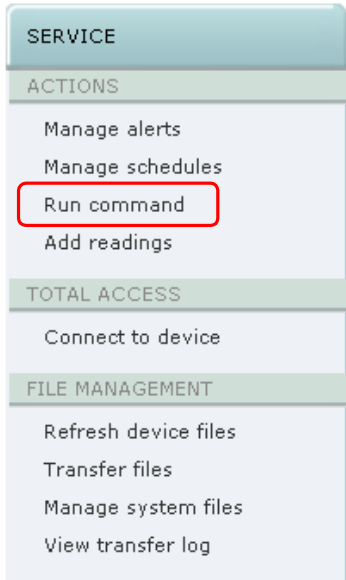 SERVICE
ACTIONS
Manage alerts
Manage schedules
Run command
Add readings
TOTAL ACCESS
Connect to device
FILE MANAGEMENT
Refresh device files
Transfer files
Manage system files
View transfer log